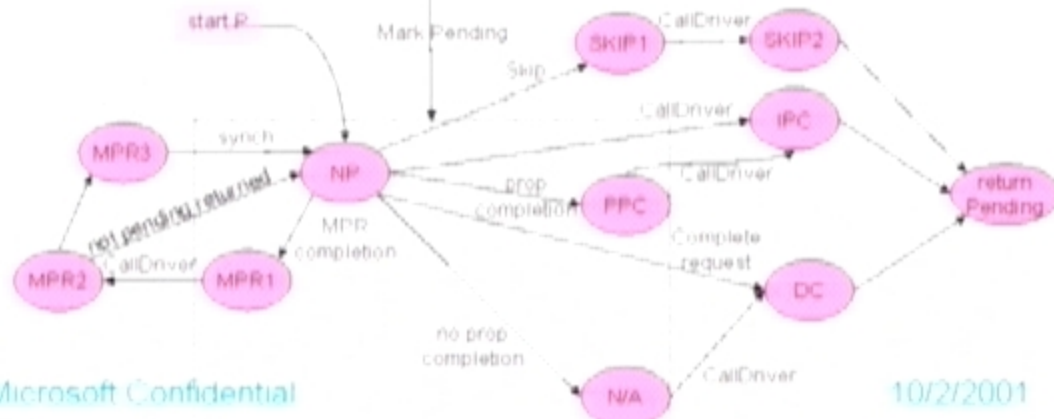 start P
Mark Pending
CallDriver
SKIP1
SKIP2
Skip
CallDriver
IPC
synch
MPR3
NP
CallDriver
return
Pending
not pending returned
prop
completion
PPC
MPR
completion
Complete
request
MPR2
CallDriver
MPR1
DC
no prop
completion
CallDriver
N/A
Microsoft Confidential
10/2/2001